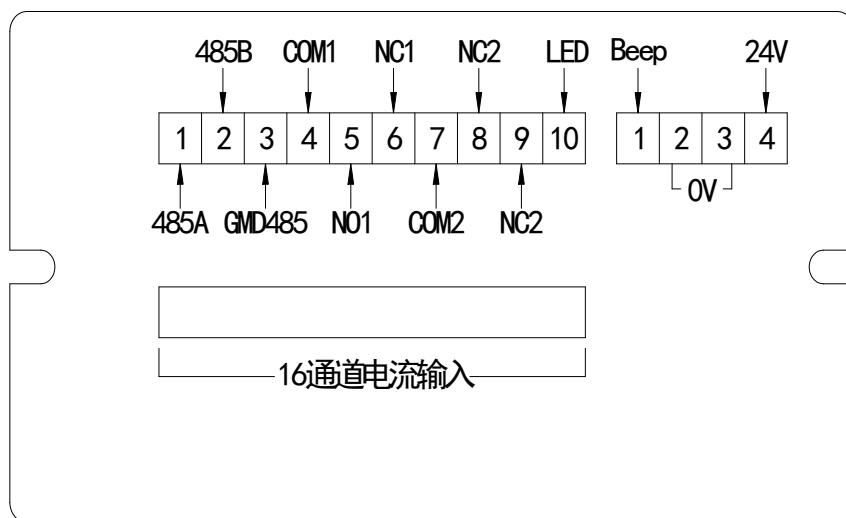 485B COM1 NC1 NC2 LED Beep 24V
1 2 3 4 5 6 7 8 9 10 1 2 3 4
0V
485A GMD485 NO1 COM2 NC2
16通道电流输入